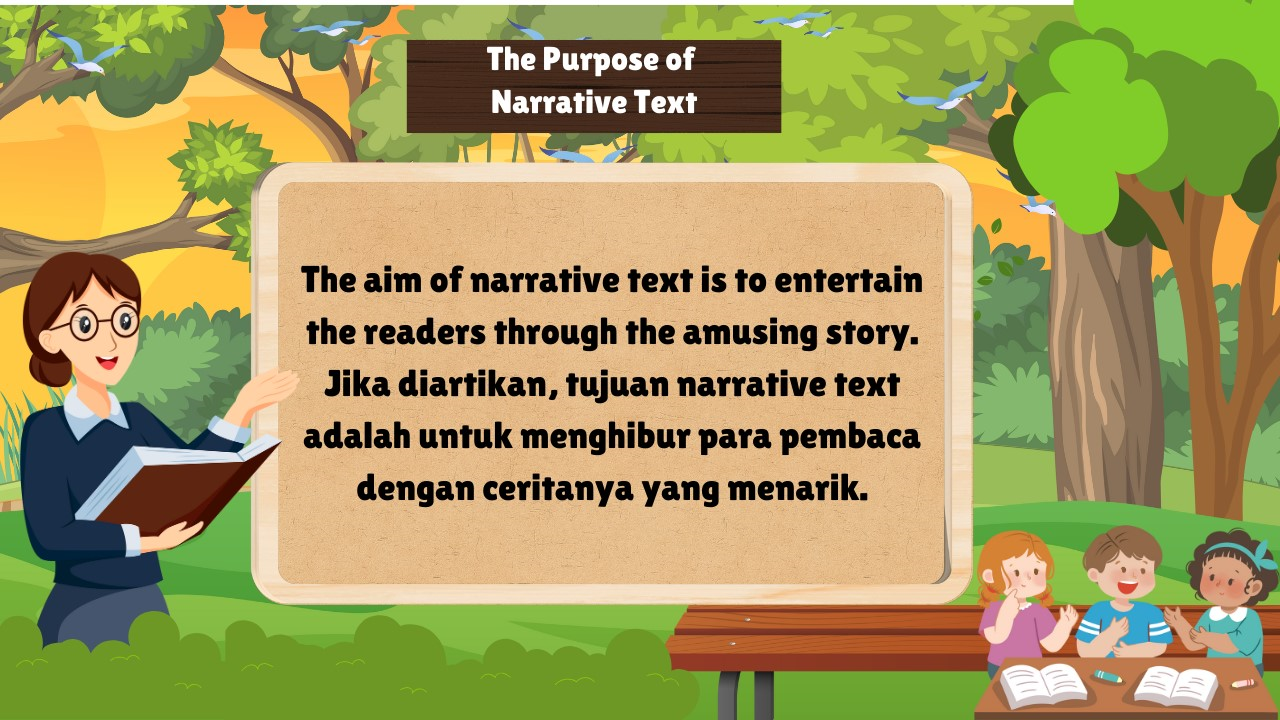 The Purpose of
Narrative Text
The aim of narrative text is to entertain
the readers through the amusing story.
Jika diartikan, tujuan narrative text
adalah untuk menghibur para pembaca
dengan ceritanya yang menarik.